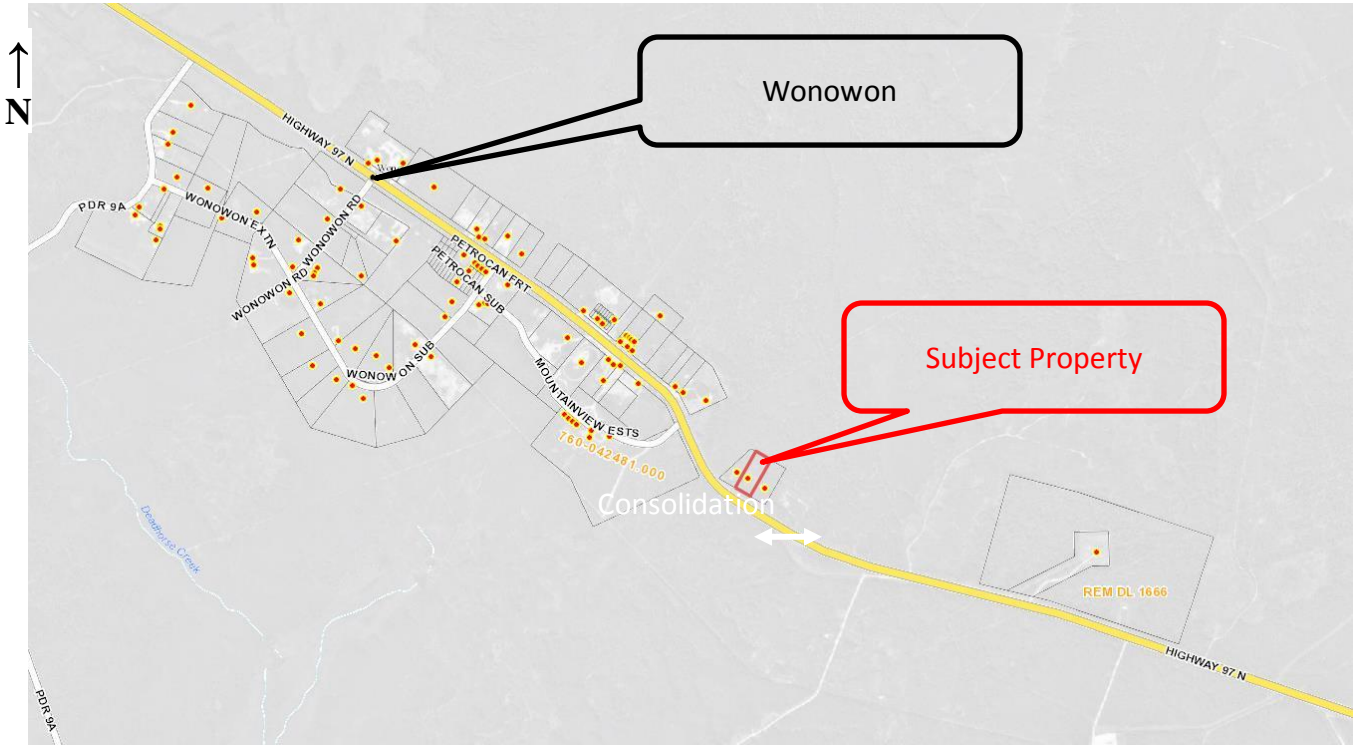 ↑
N
Wonowon
HIGHWAY 97 N
PDR 9A
WONOWON EXTN
WONOWON RD
WONOWON RD
PETROCAN FRT
PETROCAN SUB
Subject Property
WONOWON SUB
MOUNTAINVIEW ESTS
760-042481.000
Consolidation
Deadhorse Creek
REM DL 1666
HIGHWAY 97 N
PDR 9A